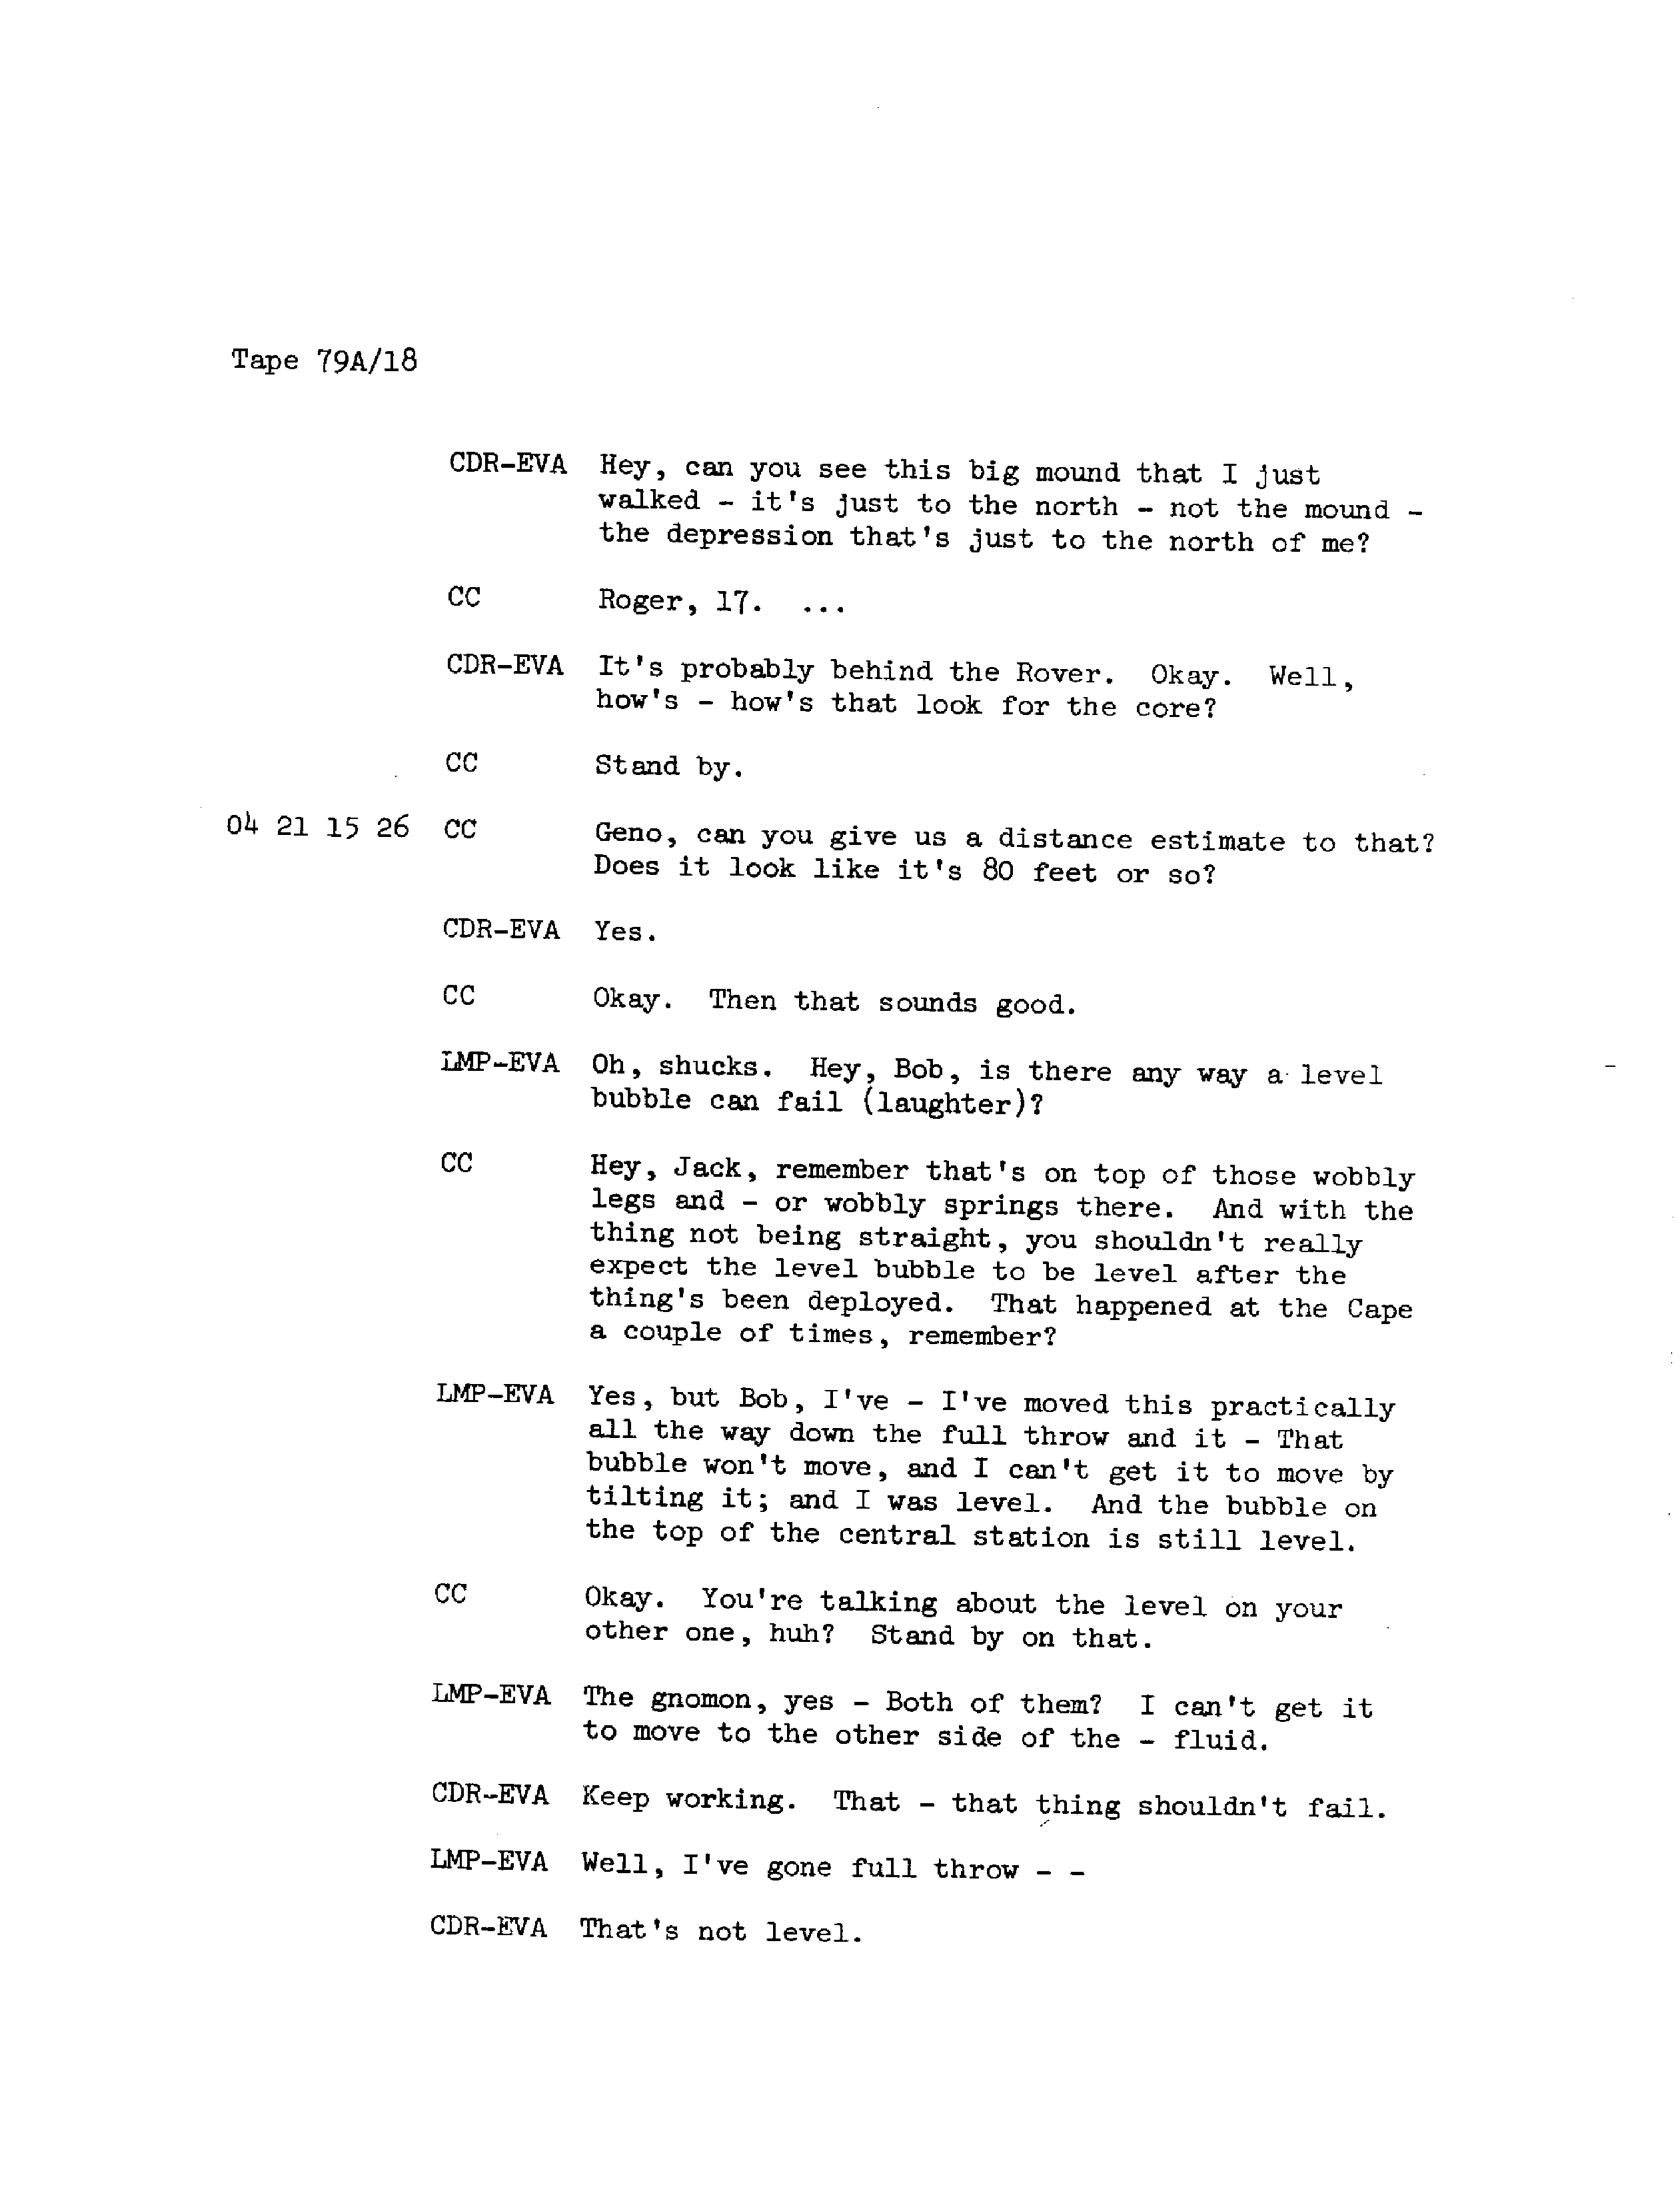 Tape 79A/18
CDR-EVA Hey, can you see this big mound that I just
walked - it's just to the north - not the mound -
the depression that's just to the north of me?
CC Roger, 17. ...
CDR-EVA It's probably behind the Rover. Okay. Well,
how's - how's that look for the core?
CC Stand by.
04 21 15 26 CC Geno, can you give us a distance estimate to that?
Does it look like it's 80 feet or so?
CDR-EVA Yes.
CC Okay. Then that sounds good.
LMP-EVA Oh, shucks. Hey, Bob, is there any way a level
bubble can fail (laughter)?
CC Hey, Jack, remember that's on top of those wobbly
legs and - or wobbly springs there. And with the
thing not being straight, you shouldn't really
expect the level bubble to be level after the
thing's been deployed. That happened at the Cape
a couple of times, remember?
LMP-EVA Yes, but Bob, I've - I've moved this practically
all the way down the full throw and it - That
bubble won't move, and I can't get it to move by
tilting it; and I was level. And the bubble on
the top of the central station is still level.
CC Okay. You're talking about the level on your
other one, huh? Stand by on that.
LMP-EVA The gnomon, yes - Both of them? I can't get it
to move to the other side of the - fluid.
CDR-EVA Keep working. That - that thing shouldn't fail.
LMP-EVA Well, I've gone full throw - -
CDR-EVA That's not level.